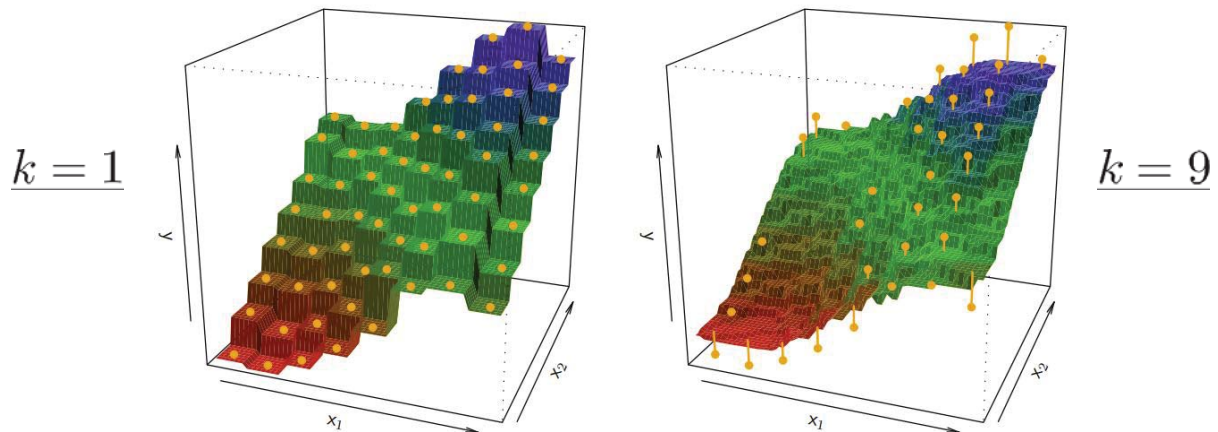 k = 1
y
x₁
x₂
y
x₁
x₂
k = 9